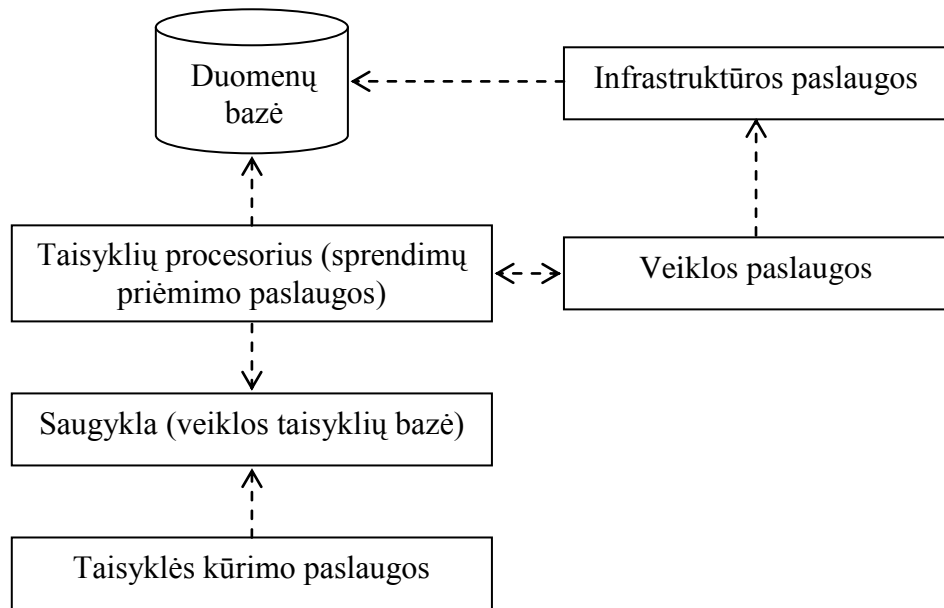 Duomenų
bazė
Infrastruktūros paslaugos
Taisyklių procesorius (sprendimų
priėmimo paslaugos)
Veiklos paslaugos
Saugykla (veiklos taisyklių bazė)
Taisyklės kūrimo paslaugos